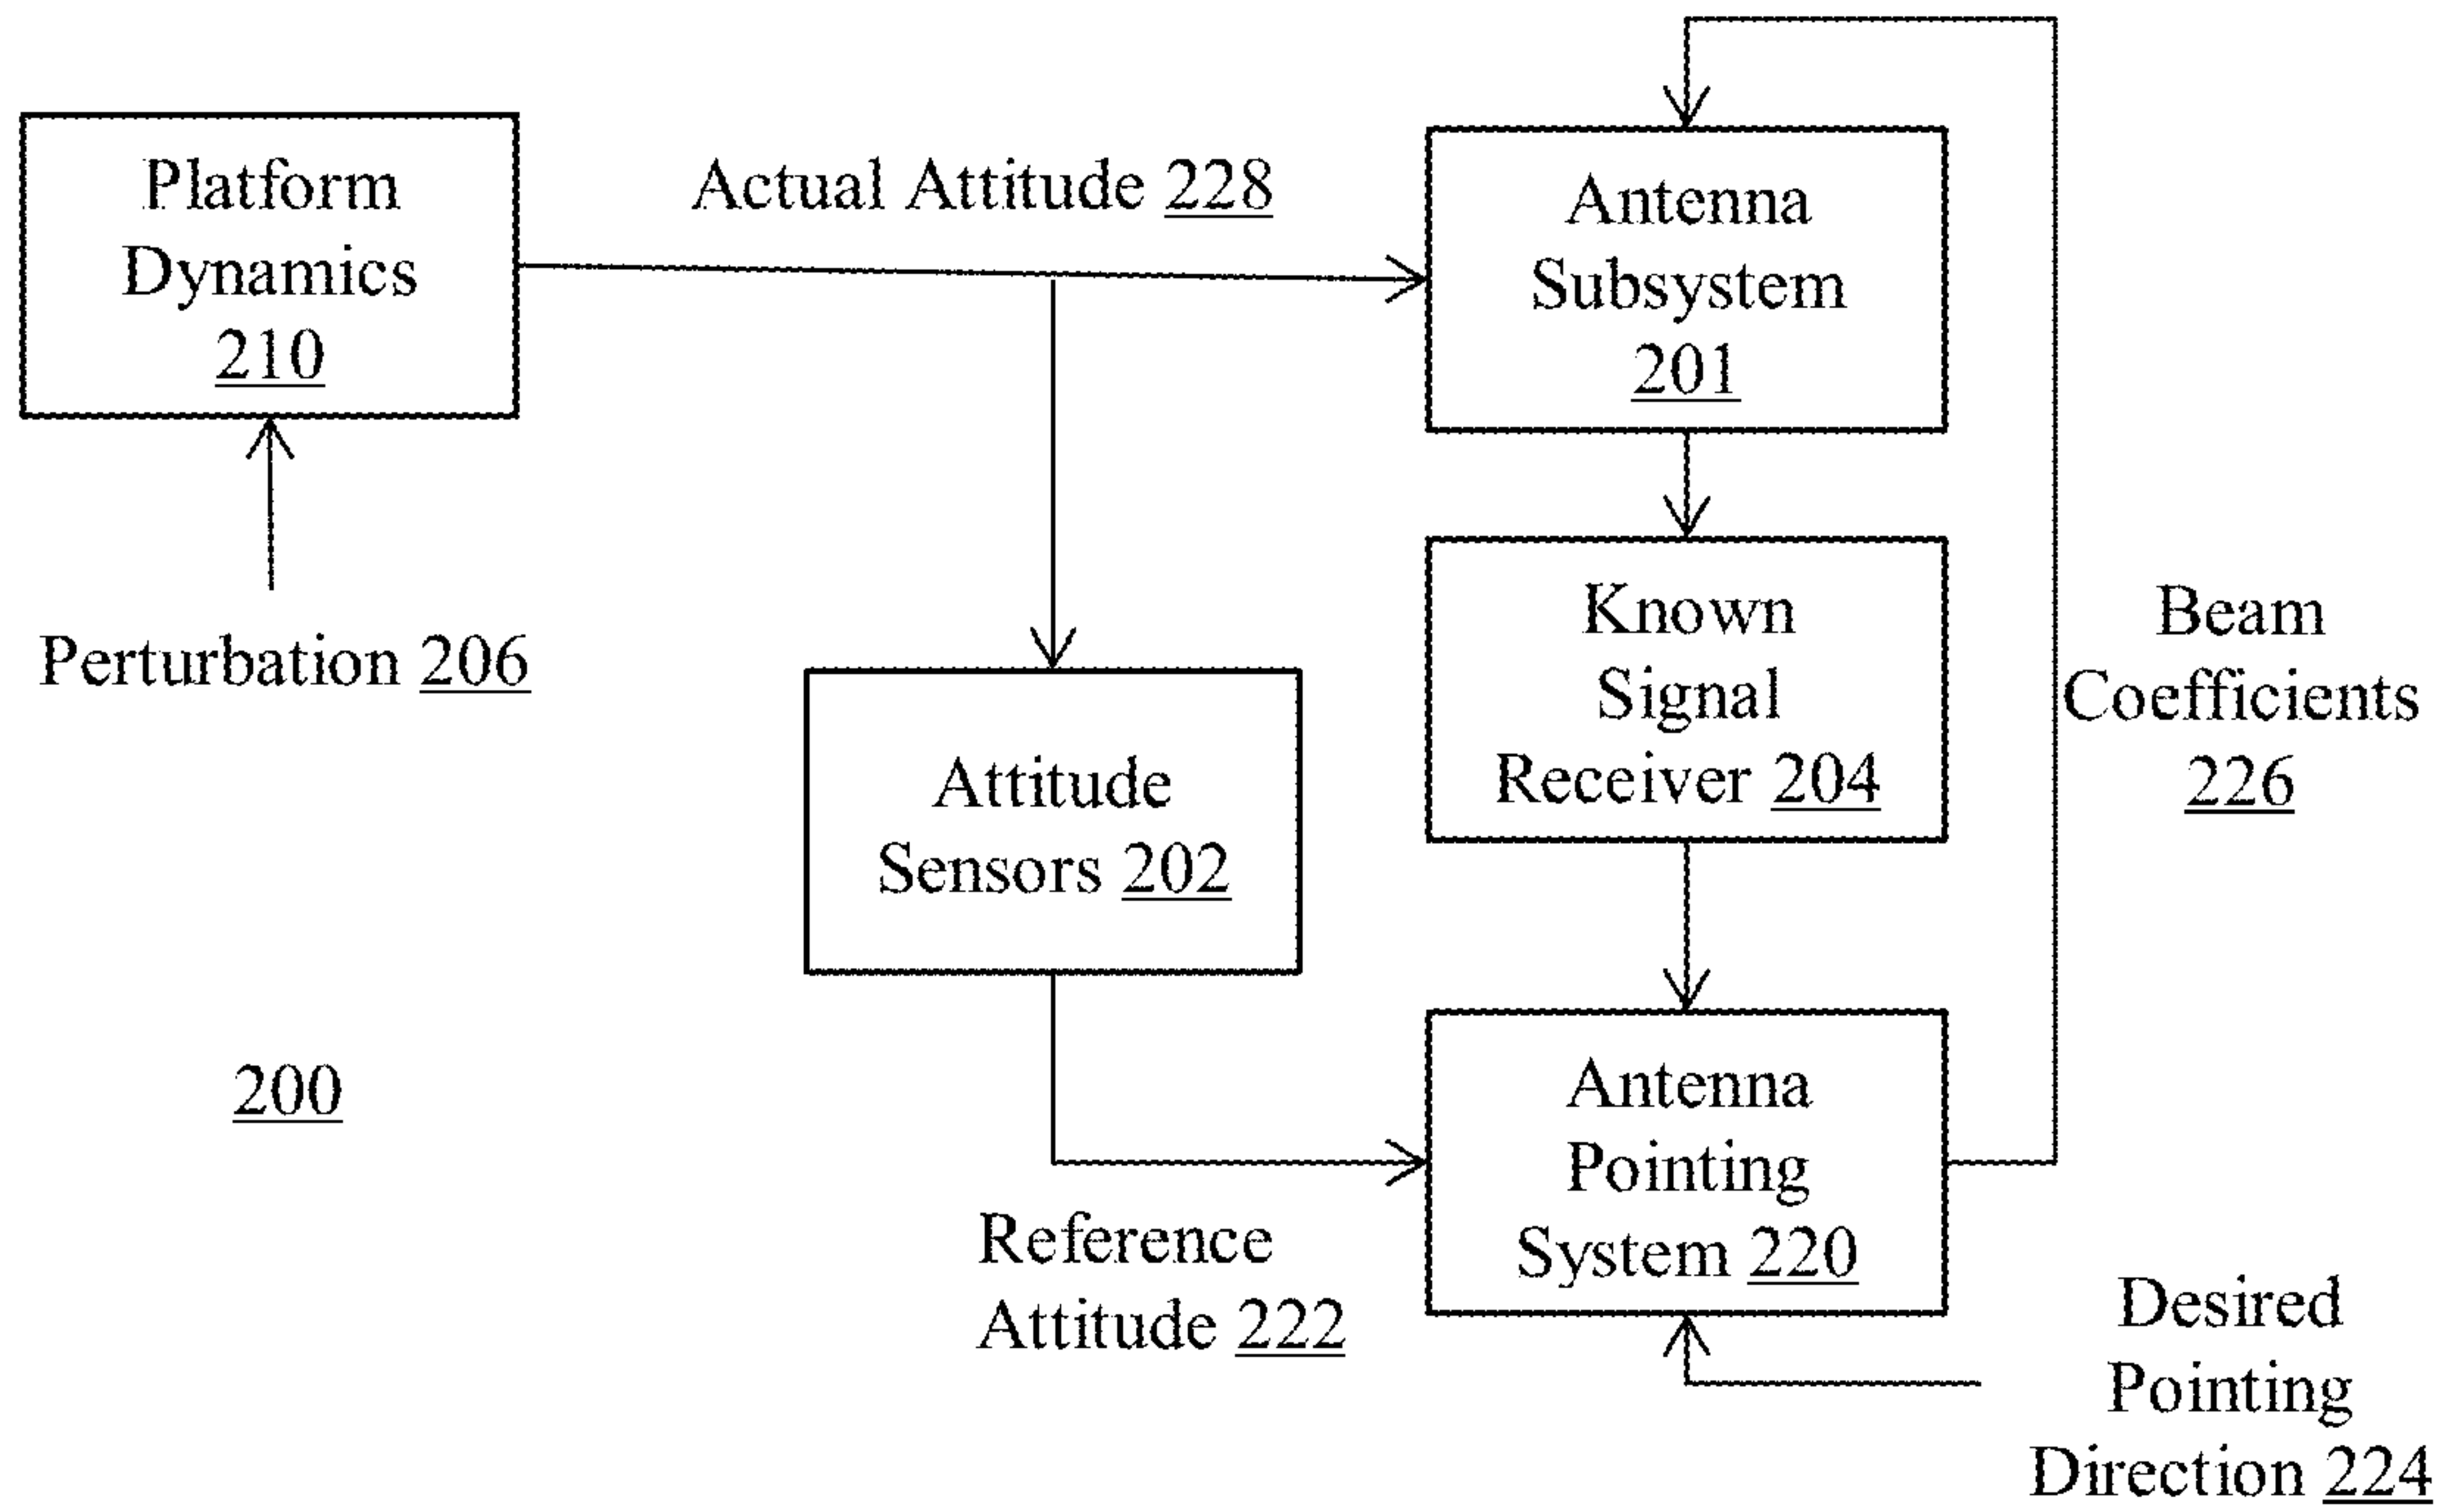 Platform
Dynamics
210
Actual Attitude 228
Antenna
Subsystem
201
Perturbation 206
Known
Signal
Receiver 204
Beam
Coefficients
226
Attitude
Sensors 202
200
Antenna
Pointing
System 220
Reference
Attitude 222
Desired
Pointing
Direction 224